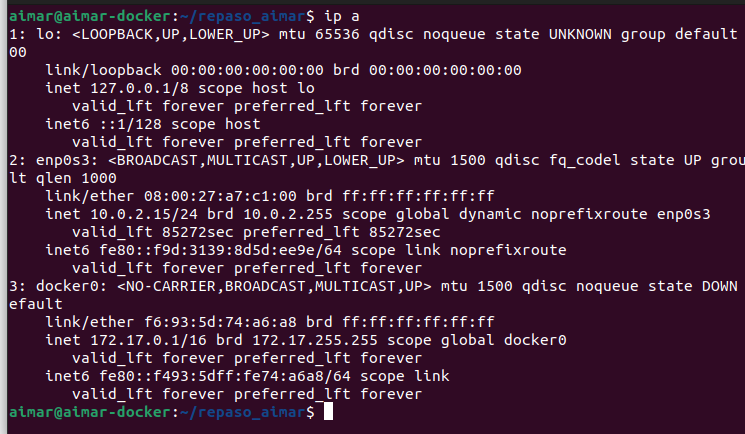 aimar@aimar-docker:~/repaso_aimar$ ip a
1: lo: <LOOPBACK,UP,LOWER_UP> mtu 65536 qdisc noqueue state UNKNOWN group default
00
    link/loopback 00:00:00:00:00:00 brd 00:00:00:00:00:00
    inet 127.0.0.1/8 scope host lo
       valid_lft forever preferred_lft forever
    inet6 ::1/128 scope host
       valid_lft forever preferred_lft forever
2: enp0s3: <BROADCAST,MULTICAST,UP,LOWER_UP> mtu 1500 qdisc fq_codel state UP grou
lt qlen 1000
    link/ether 08:00:27:a7:c1:00 brd ff:ff:ff:ff:ff:ff
    inet 10.0.2.15/24 brd 10.0.2.255 scope global dynamic noprefixroute enp0s3
       valid_lft 85272sec preferred_lft 85272sec
    inet6 fe80::f9d:3139:8d5d:ee9e/64 scope link noprefixroute
       valid_lft forever preferred_lft forever
3: docker0: <NO-CARRIER,BROADCAST,MULTICAST,UP> mtu 1500 qdisc noqueue state DOWN
efault
    link/ether f6:93:5d:74:a6:a8 brd ff:ff:ff:ff:ff:ff
    inet 172.17.0.1/16 brd 172.17.255.255 scope global docker0
       valid_lft forever preferred_lft forever
    inet6 fe80::f493:5dff:fe74:a6a8/64 scope link
       valid_lft forever preferred_lft forever
aimar@aimar-docker:~/repaso_aimar$